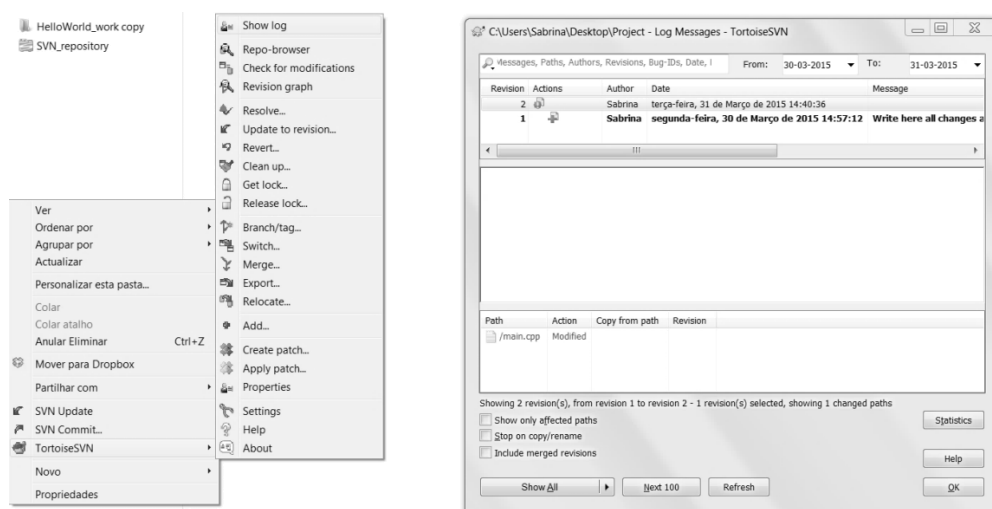 HelloWorld_work copy
SVN_repository
Ver
Ordenar por
Agrupar por
Actualizar
Personalizar esta pasta...
Colar
Colar atalho
Anular Eliminar Ctrl+Z
Mover para Dropbox
Partilhar com
SVN Update
SVN Commit...
TortoiseSVN
Novo
Propriedades
Show log
Repo-browser
Check for modifications
Revision graph
Resolve...
Update to revision...
Revert...
Clean up...
Get lock...
Release lock...
Branch/tag...
Switch...
Merge...
Export...
Relocate...
Add...
Create patch...
Apply patch...
Properties
Settings
Help
About
C:\Users\Sabrina\Desktop\Project - Log Messages - TortoiseSVN
Messages, Paths, Authors, Revisions, Bug-IDs, Date, From: 30-03-2015 To: 31-03-2015
Revision Actions Author Date Message
2 Sabrina terça-feira, 31 de Março de 2015 14:40:36
1 Sabrina segunda-feira, 30 de Março de 2015 14:57:12 Write here all changes a
Path Action Copy from path Revision
/main.cpp Modified
Showing 2 revision(s), from revision 1 to revision 2 - 1 revision(s) selected, showing 1 changed paths
Show only affected paths Statistics
Stop on copy/rename
Include merged revisions Help
Show All Next 100 Refresh OK